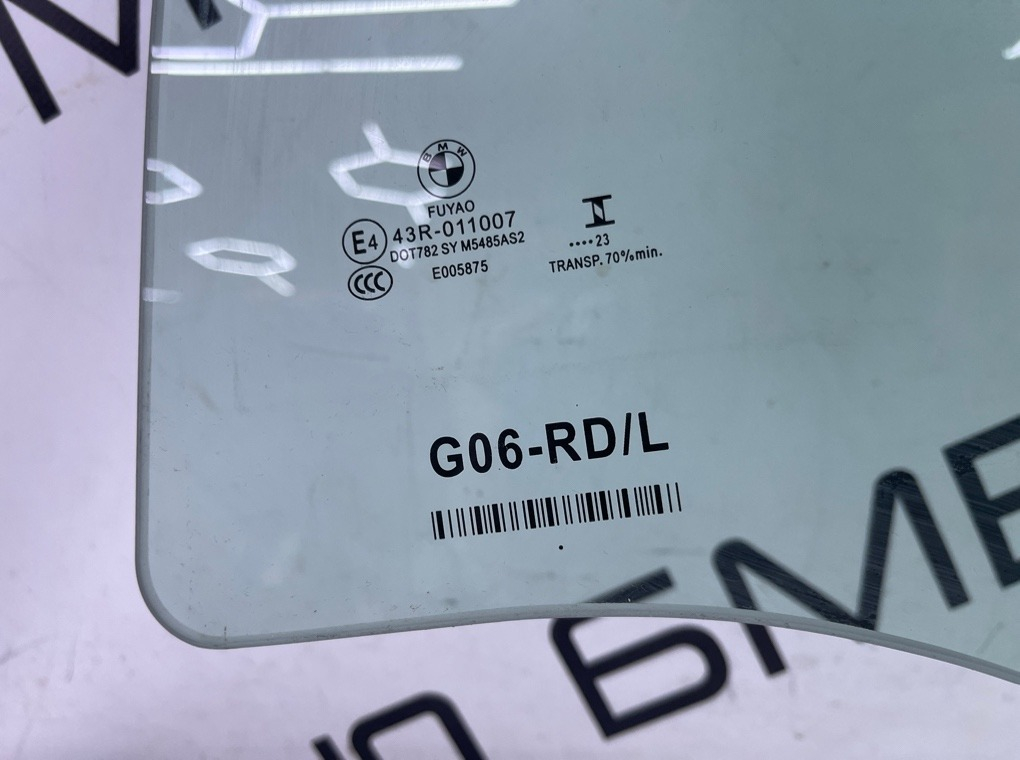 BMW
FUYAO
E4 43R-011007
DOT782 SY M5485AS2
CCC E005875
•••• 23
TRANSP. 70% min.
G06-RD/L